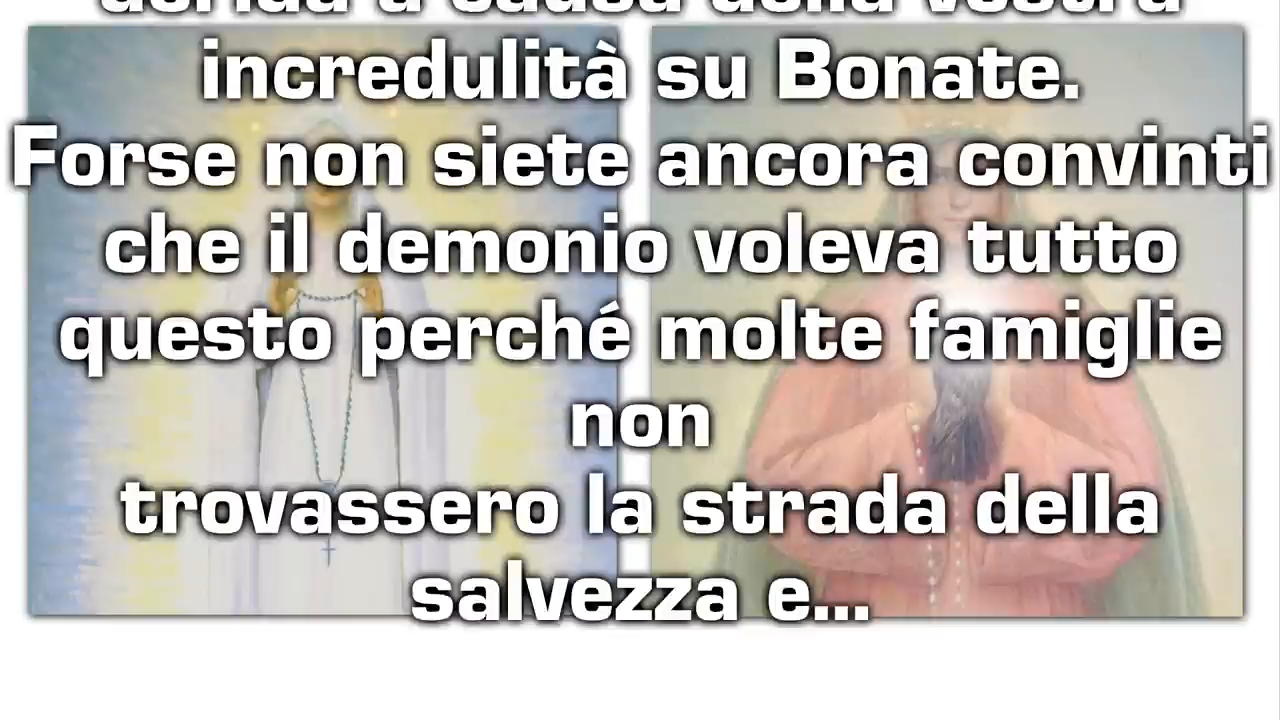 a causa della vostra
incredulità su Bonate.
Forse non siete ancora convinti
che il demonio voleva tutto
questo perché molte famiglie
non
trovassero la strada della
salvezza e...